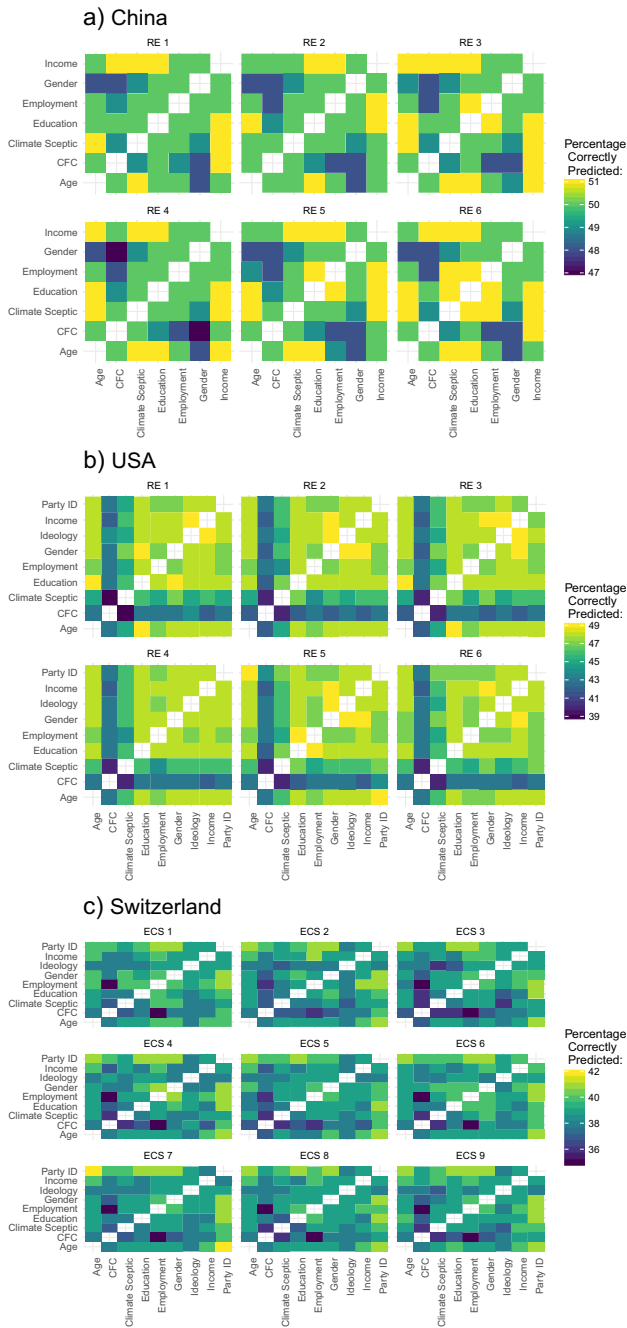 a) China
RE 1 RE 2 RE 3
Income
Gender
Employment
Education
Climate Sceptic
CFC
Age
RE 4 RE 5 RE 6
Income
Gender
Employment
Education
Climate Sceptic
CFC
Age
Age CFC Climate Sceptic Education Employment Gender Income
Age CFC Climate Sceptic Education Employment Gender Income
Age CFC Climate Sceptic Education Employment Gender Income
Percentage
Correctly
Predicted:
51
50
49
48
47
b) USA
RE 1 RE 2 RE 3
Party ID
Income
Ideology
Gender
Employment
Education
Climate Sceptic
CFC
Age
RE 4 RE 5 RE 6
Party ID
Income
Ideology
Gender
Employment
Education
Climate Sceptic
CFC
Age
Age CFC Climate Sceptic Education Employment Gender Ideology Income Party ID
Age CFC Climate Sceptic Education Employment Gender Ideology Income Party ID
Age CFC Climate Sceptic Education Employment Gender Ideology Income Party ID
Percentage
Correctly
Predicted:
49
47
45
43
41
39
c) Switzerland
ECS 1 ECS 2 ECS 3
Party ID
Income
Ideology
Gender
Employment
Education
Climate Sceptic
CFC
Age
ECS 4 ECS 5 ECS 6
Party ID
Income
Ideology
Gender
Employment
Education
Climate Sceptic
CFC
Age
ECS 7 ECS 8 ECS 9
Party ID
Income
Ideology
Gender
Employment
Education
Climate Sceptic
CFC
Age
Age CFC Climate Sceptic Education Employment Gender Ideology Income Party ID
Age CFC Climate Sceptic Education Employment Gender Ideology Income Party ID
Age CFC Climate Sceptic Education Employment Gender Ideology Income Party ID
Percentage
Correctly
Predicted:
42
40
38
36